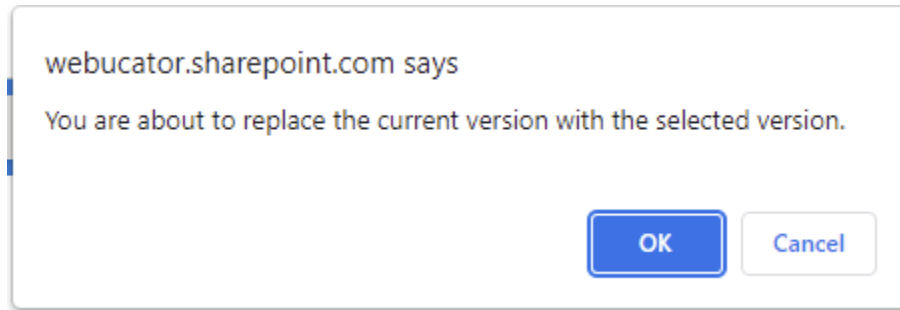 webucator.sharepoint.com says
You are about to replace the current version with the selected version.
OK
Cancel